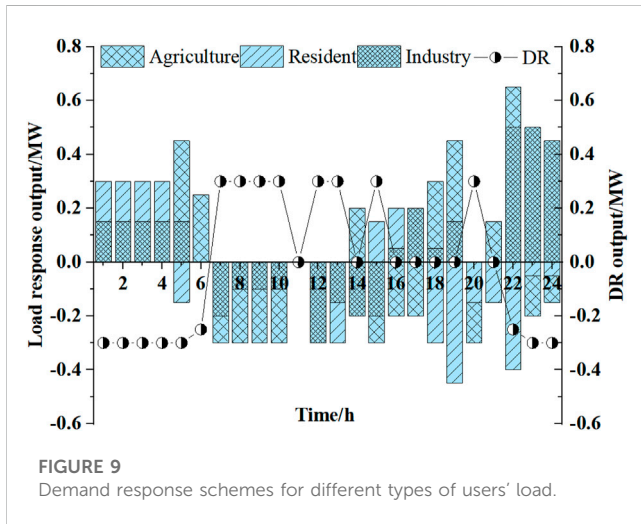 0.8 0.8
Agriculture Resident Industry DR
0.6 0.6
0.4 0.4
0.2 0.2
0.0 0.0
2 4 6 8 10 12 14 16 18 20 22 24
-0.2 -0.2
-0.4 -0.4
-0.6 -0.6
Load response output/MW
DR output/MW
Time/h
FIGURE 9
Demand response schemes for different types of users’ load.